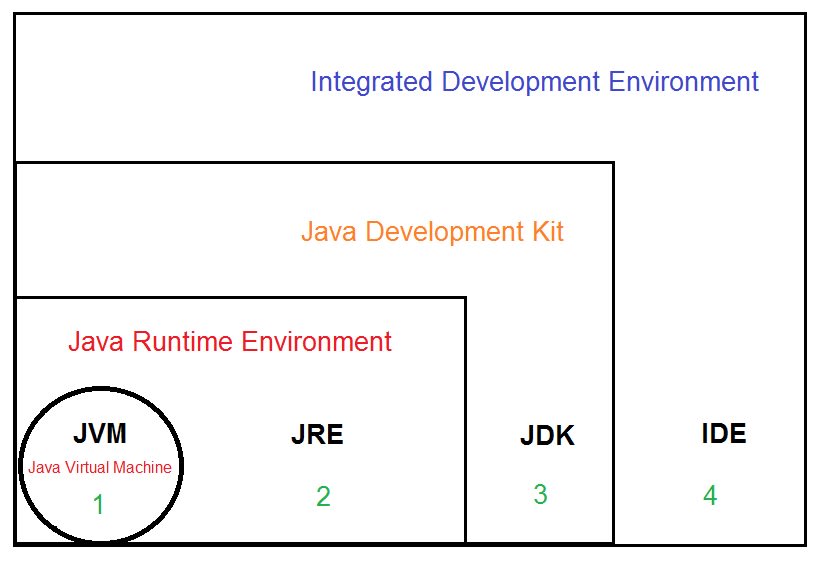 Integrated Development Environment
Java Development Kit
Java Runtime Environment
JVM JRE JDK IDE
Java Virtual Machine
1 2 3 4